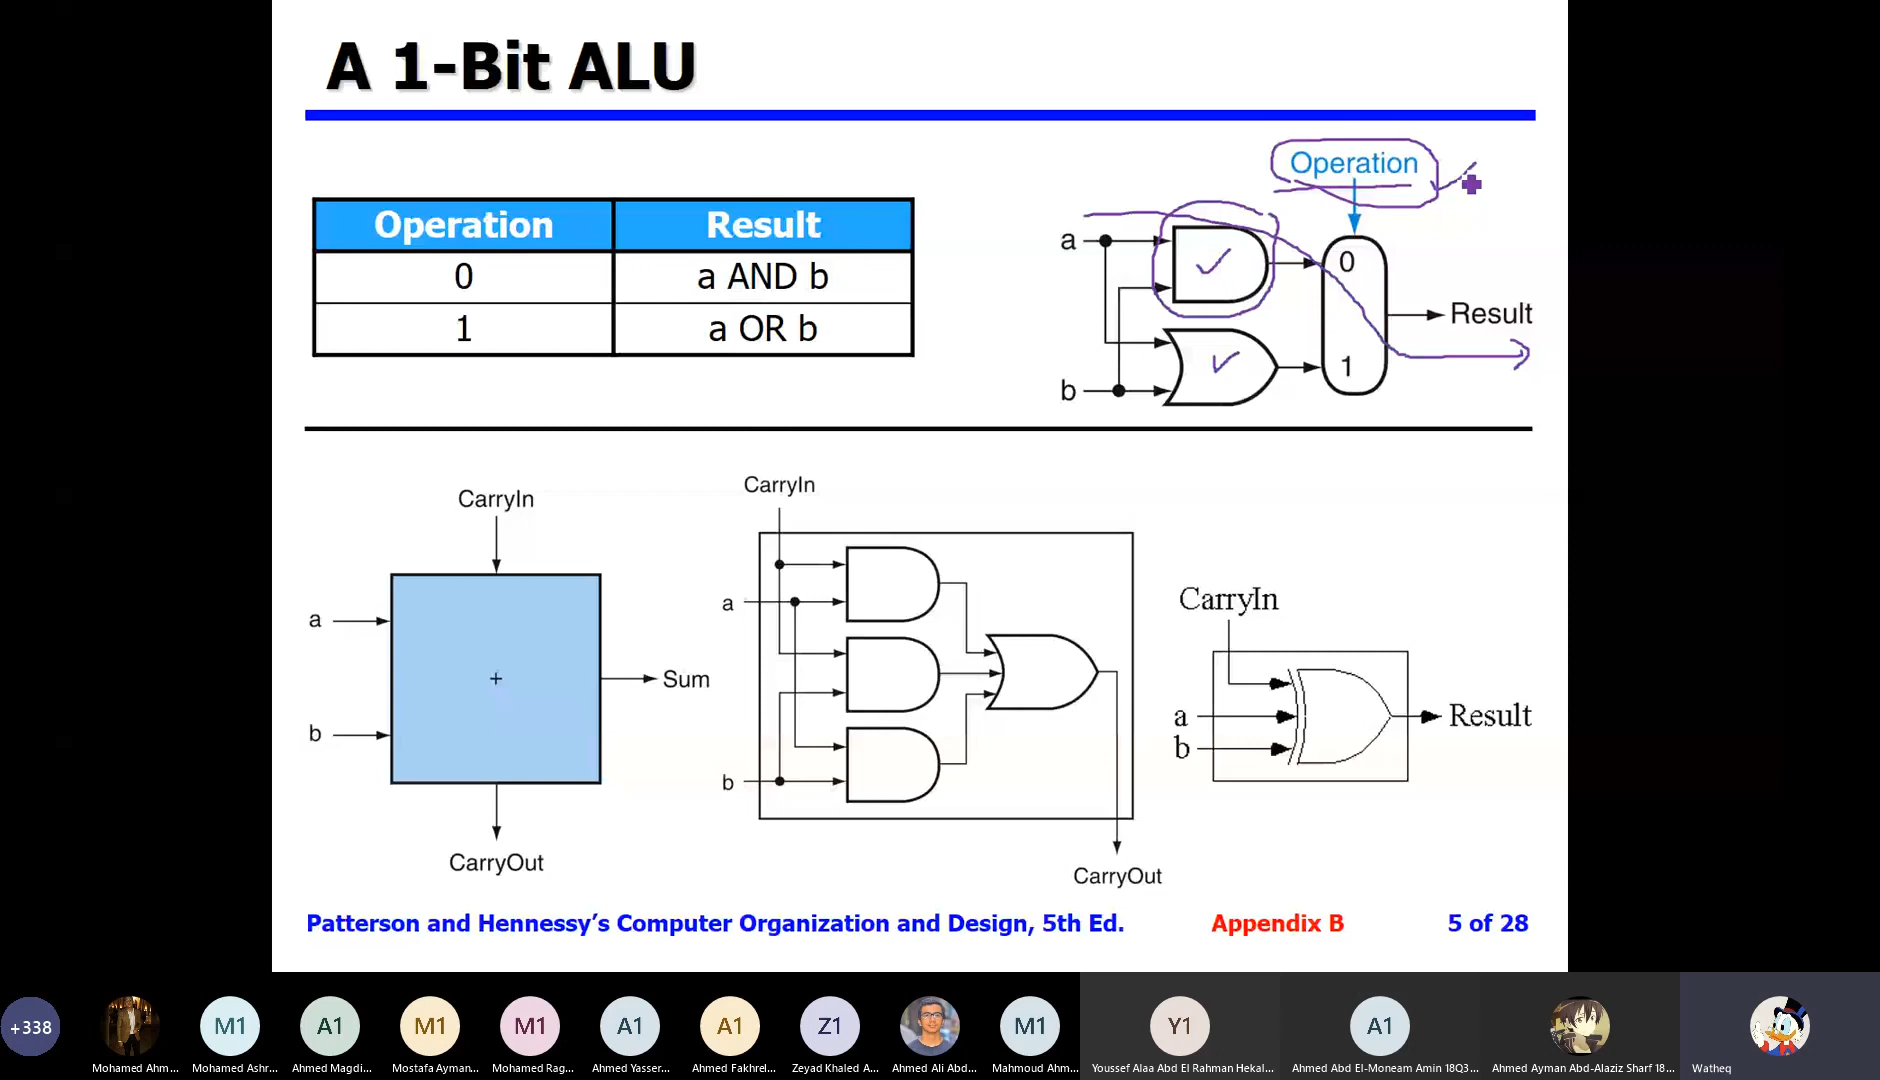 A 1-Bit ALU
Operation Result
0 a AND b
1 a OR b
Operation
a
0
Result
1
b
CarryIn
a
+
Sum
b
CarryOut
CarryIn
a
b
CarryOut
CarryIn
a
b
Result
Patterson and Hennessy’s Computer Organization and Design, 5th Ed. Appendix B 5 of 28
+338
M1 A1 M1 M1 A1 A1 Z1 M1 Y1 A1
Mohamed Ahm... Mohamed Ashr... Ahmed Magdi... Mostafa Ayman... Mohamed Rag... Ahmed Yasser... Ahmed Fakhrel... Zeyad Khaled A... Ahmed Ali Abd... Mahmoud Ahm... Youssef Alaa Abd El Rahman Hekal... Ahmed Abd El-Moneam Amin 18Q3... Ahmed Ayman Abd-Alaziz Sharf 18... Watheq